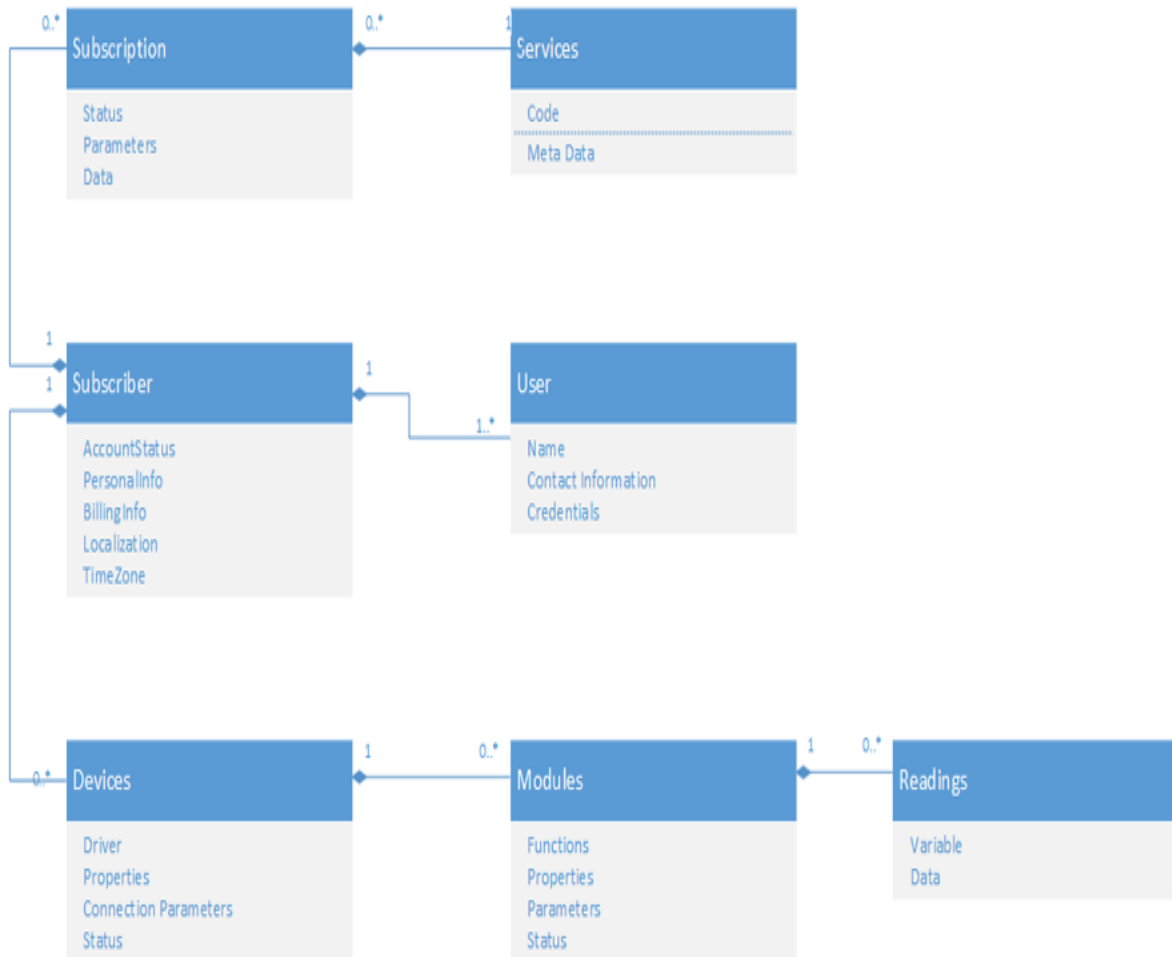 0..*
0..*
1
Subscription
Services
Status
Parameters
Data
Code
Meta Data
1
1
Subscriber
1
1..*
User
AccountStatus
PersonalInfo
BillingInfo
Localization
TimeZone
Name
Contact Information
Credentials
0..*
Devices
1
0..*
Modules
1
0..*
Readings
Driver
Properties
Connection Parameters
Status
Functions
Properties
Parameters
Status
Variable
Data